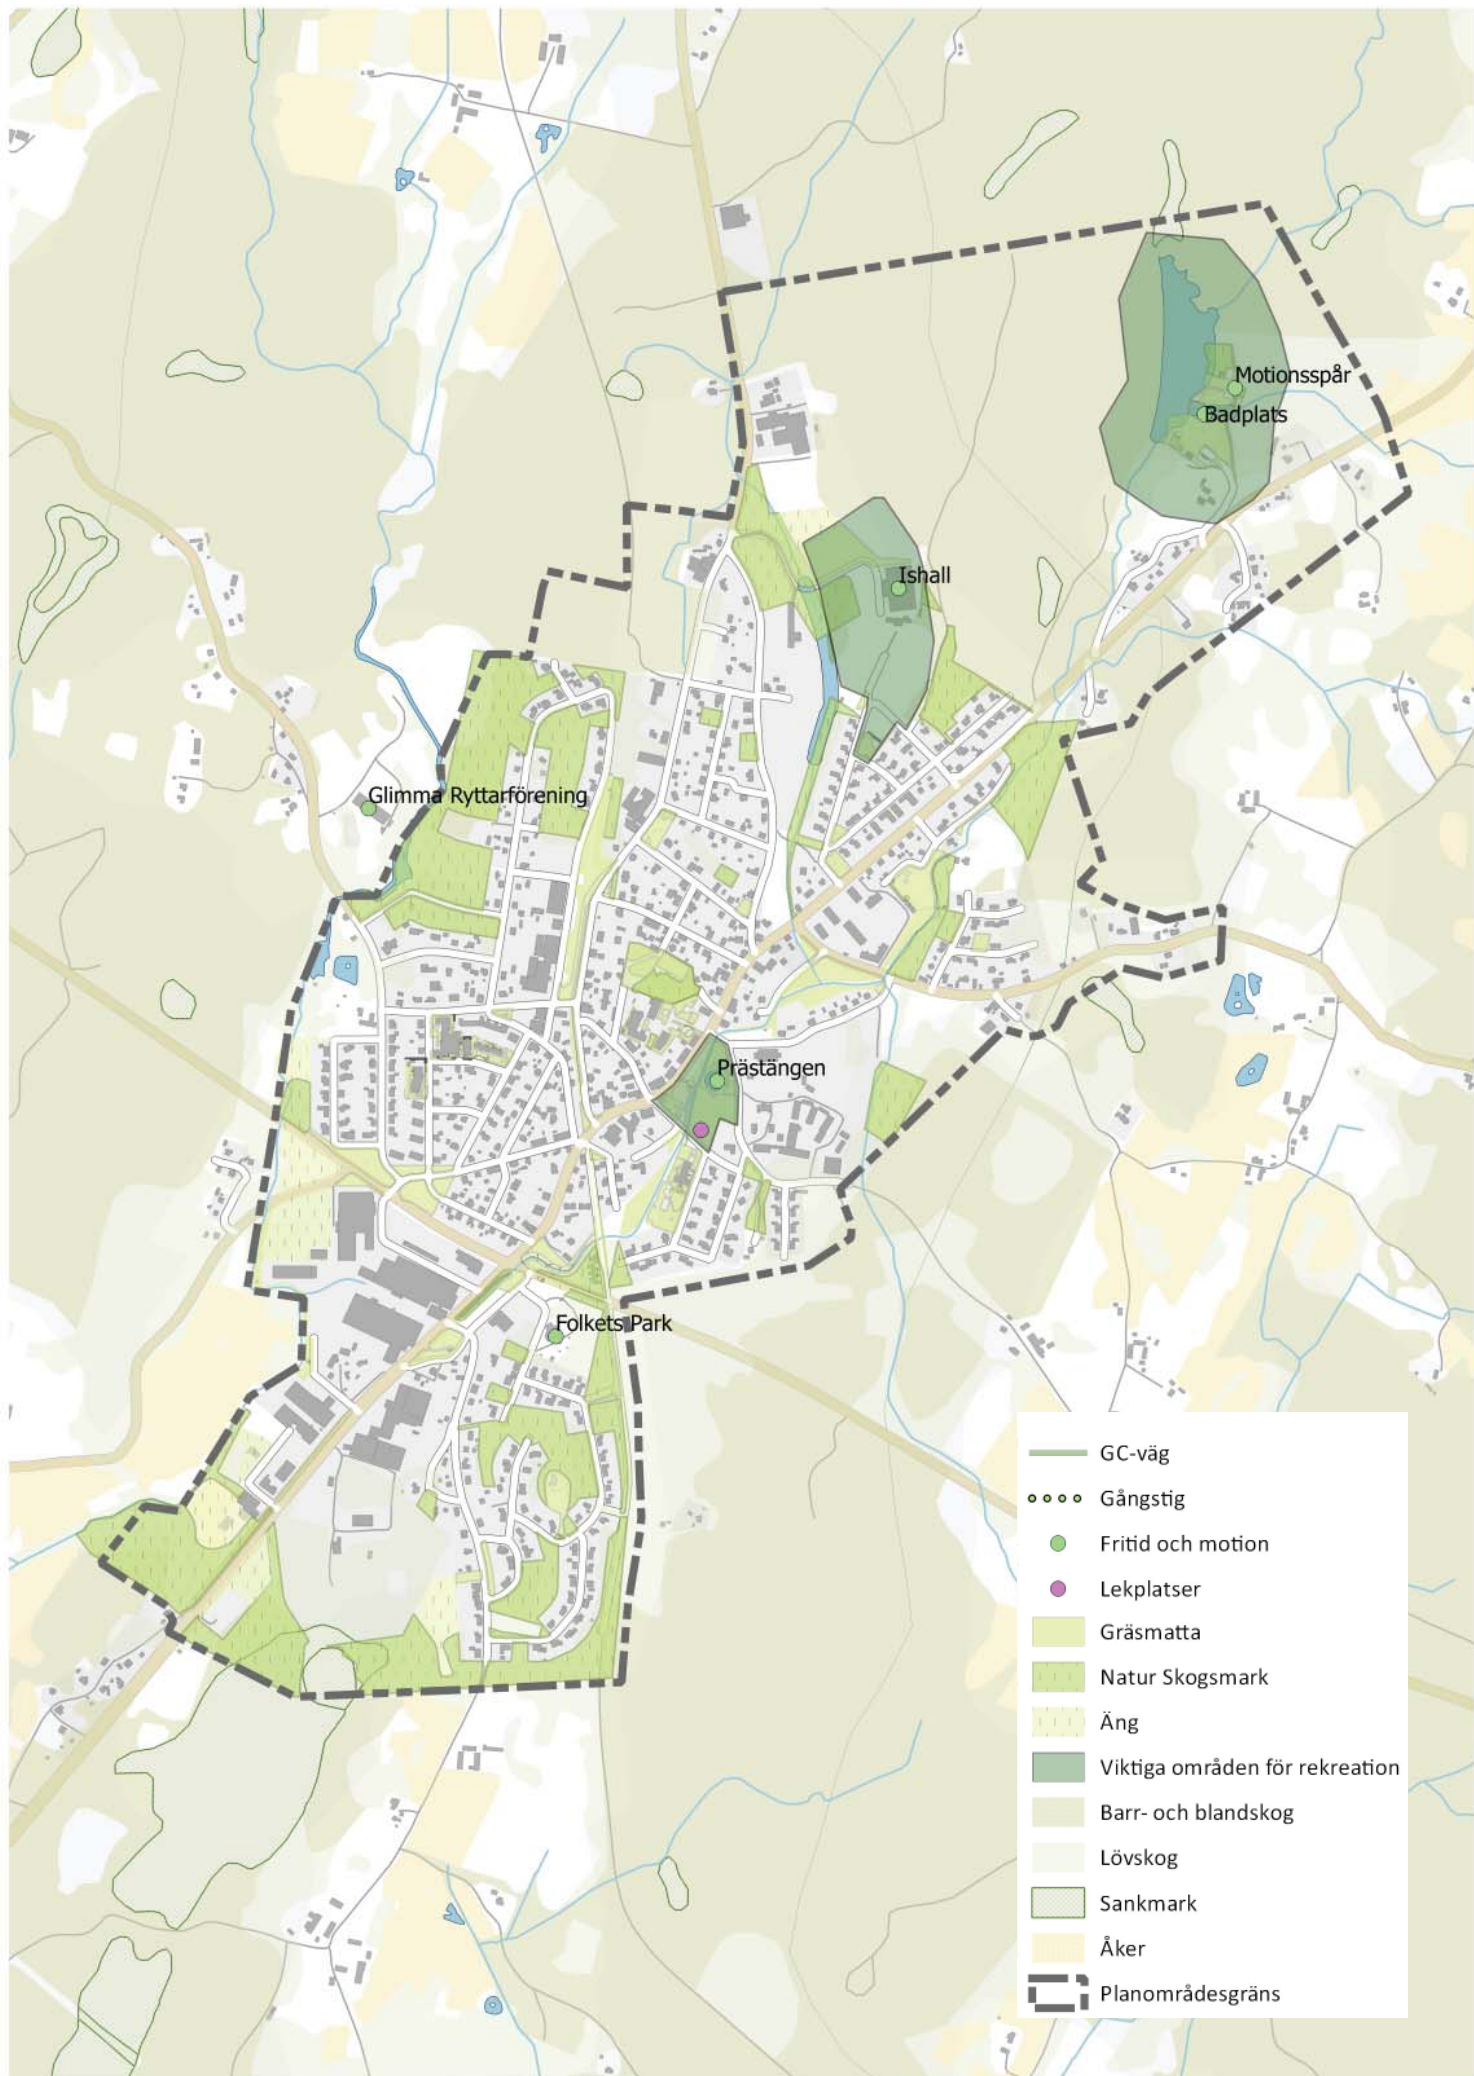 Motionsspår
Badplats
Ishall
Glimma Ryttarförening
Prästängen
Folkets Park
GC-väg
Gångstig
Fritid och motion
Lekplatser
Gräsmatta
Natur Skogsmark
Äng
Viktiga områden för rekreation
Barr- och blandskog
Lövskog
Sankmark
Åker
Planområdesgräns